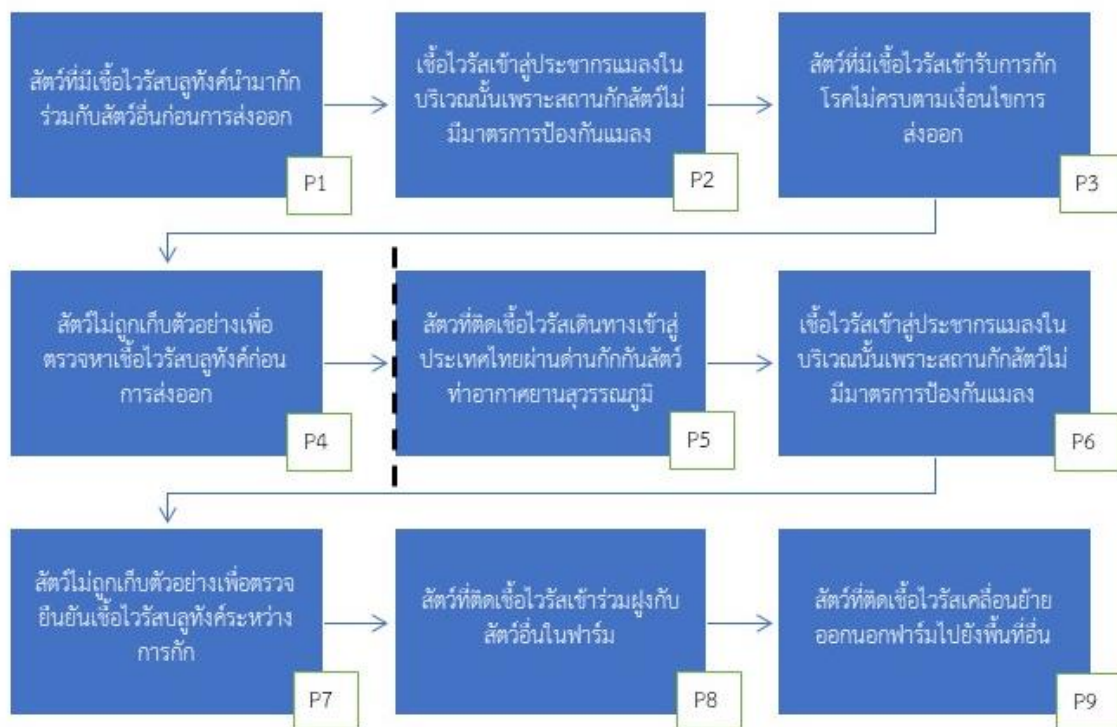 สัตว์ที่มีเชื้อไวรัสบลูทังค์นำมากัก
ร่วมกับสัตว์อื่นก่อนการส่งออก
P1
เชื้อไวรัสเข้าสู่ประชากรแมลงใน
บริเวณนั้นเพราะสถานกักสัตว์ไม่
มีมาตรการป้องกันแมลง
P2
สัตว์ที่มีเชื้อไวรัสเข้ารับการกัก
โรคไม่ครบตามเงื่อนไขการ
ส่งออก
P3
สัตว์ไม่ถูกเก็บตัวอย่างเพื่อ
ตรวจหาเชื้อไวรัสบลูทังค์ก่อน
การส่งออก
P4
สัตวที่ติดเชื้อไวรัสเดินทางเข้าสู่
ประเทศไทยผ่านด่านกักกันสัตว์
ท่าอากาศยานสุวรรณภูมิ
P5
เชื้อไวรัสเข้าสู่ประชากรแมลงใน
บริเวณนั้นเพราะสถานกักสัตว์ไม่
มีมาตรการป้องกันแมลง
P6
สัตว์ไม่ถูกเก็บตัวอย่างเพื่อตรวจ
ยืนยันเชื้อไวรัสบลูทังค์ระหว่าง
การกัก
P7
สัตว์ที่ติดเชื้อไวรัสเข้าร่วมฝูงกับ
สัตว์อื่นในฟาร์ม
P8
สัตว์ที่ติดเชื้อไวรัสเคลื่อนย้าย
ออกนอกฟาร์มไปยังพื้นที่อื่น
P9